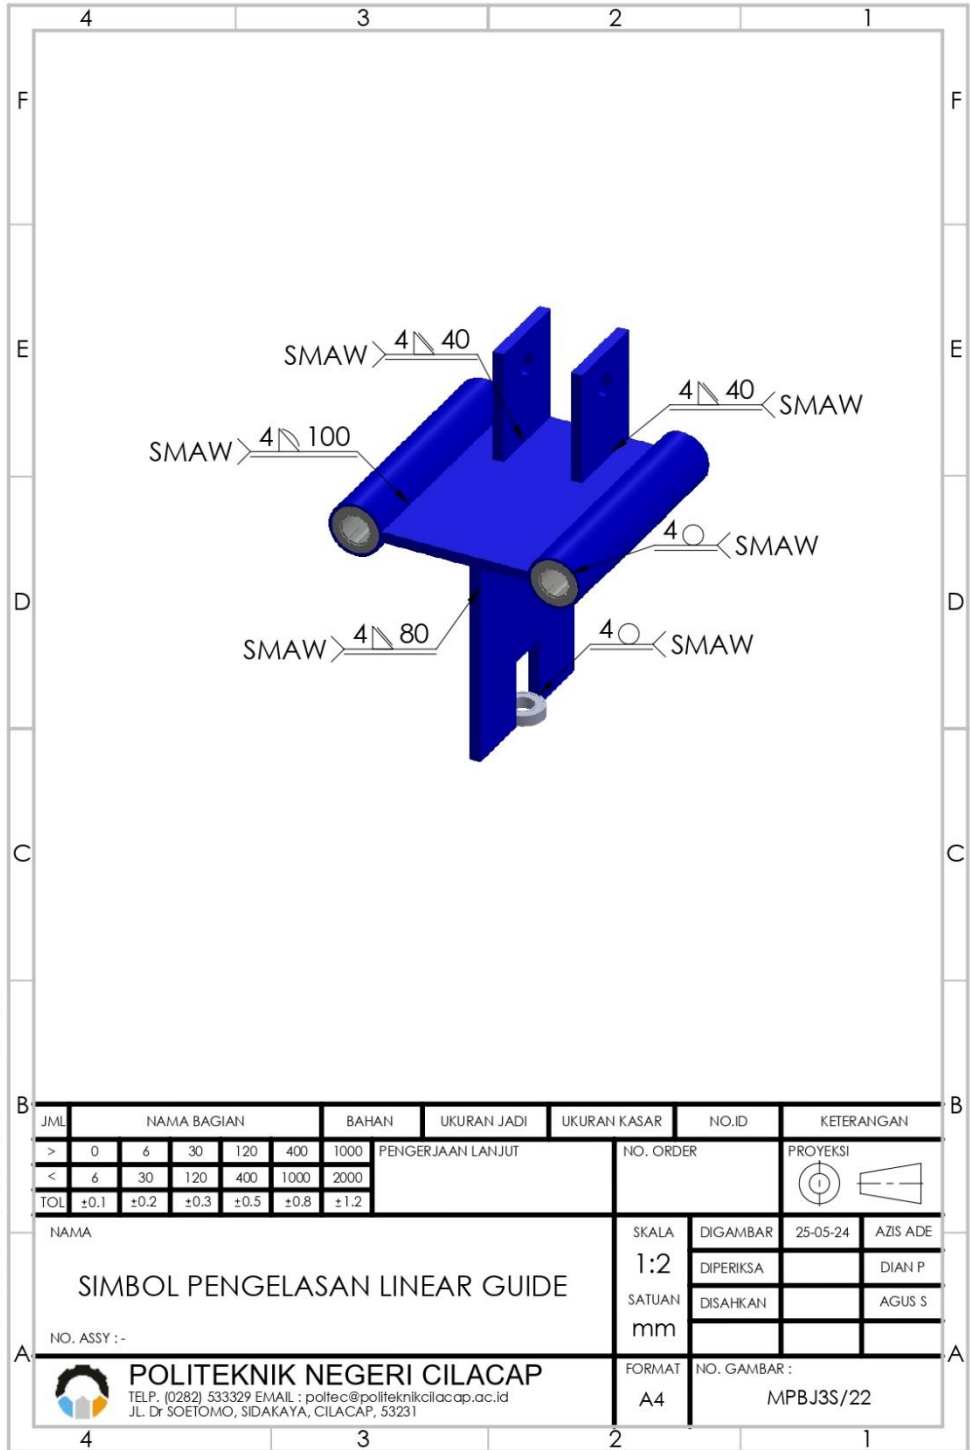 4 3 2 1
F F
E E
SMAW 4 40
4 40 SMAW
SMAW 4 100
4 SMAW
D D
SMAW 4 80
4 SMAW
C C
B B
JML NAMA BAGIAN BAHAN UKURAN JADI UKURAN KASAR NO.ID KETERANGAN
> 0 6 30 120 400 1000 PENGERJAAN LANJUT NO. ORDER PROYEKSI
< 6 30 120 400 1000 2000
TOL ±0.1 ±0.2 ±0.3 ±0.5 ±0.8 ±1.2
NAMA
SIMBOL PENGELASAN LINEAR GUIDE
NO. ASSY : -
SKALA
1:2
SATUAN
mm
DIGAMBAR 25-05-24 AZIS ADE
DIPERIKSA DIAN P
DISAHKAN AGUS S
A A
POLITEKNIK NEGERI CILACAP
TELP. (0282) 533329 EMAIL : poltec@politeknikcilacap.ac.id
JL. Dr SOETOMO, SIDAKAYA, CILACAP, 53231
FORMAT
A4
NO. GAMBAR :
MPBJ3S/22
4 3 2 1